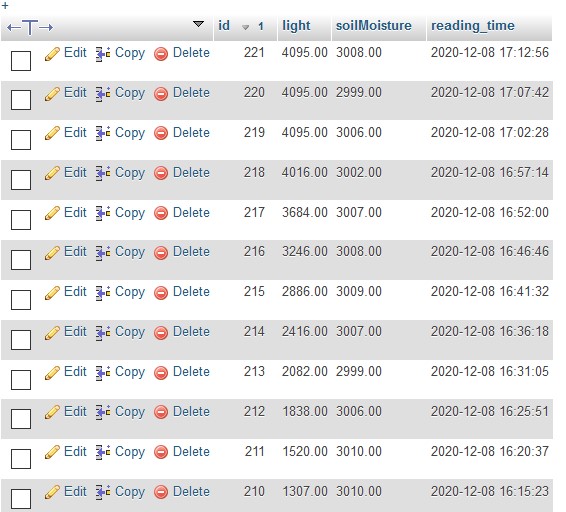 +
←T→ id 1 light soilMoisture reading_time
Edit Copy Delete 221 4095.00 3008.00 2020-12-08 17:12:56
Edit Copy Delete 220 4095.00 2999.00 2020-12-08 17:07:42
Edit Copy Delete 219 4095.00 3006.00 2020-12-08 17:02:28
Edit Copy Delete 218 4016.00 3002.00 2020-12-08 16:57:14
Edit Copy Delete 217 3684.00 3007.00 2020-12-08 16:52:00
Edit Copy Delete 216 3246.00 3008.00 2020-12-08 16:46:46
Edit Copy Delete 215 2886.00 3009.00 2020-12-08 16:41:32
Edit Copy Delete 214 2416.00 3007.00 2020-12-08 16:36:18
Edit Copy Delete 213 2082.00 2999.00 2020-12-08 16:31:05
Edit Copy Delete 212 1838.00 3006.00 2020-12-08 16:25:51
Edit Copy Delete 211 1520.00 3010.00 2020-12-08 16:20:37
Edit Copy Delete 210 1307.00 3010.00 2020-12-08 16:15:23